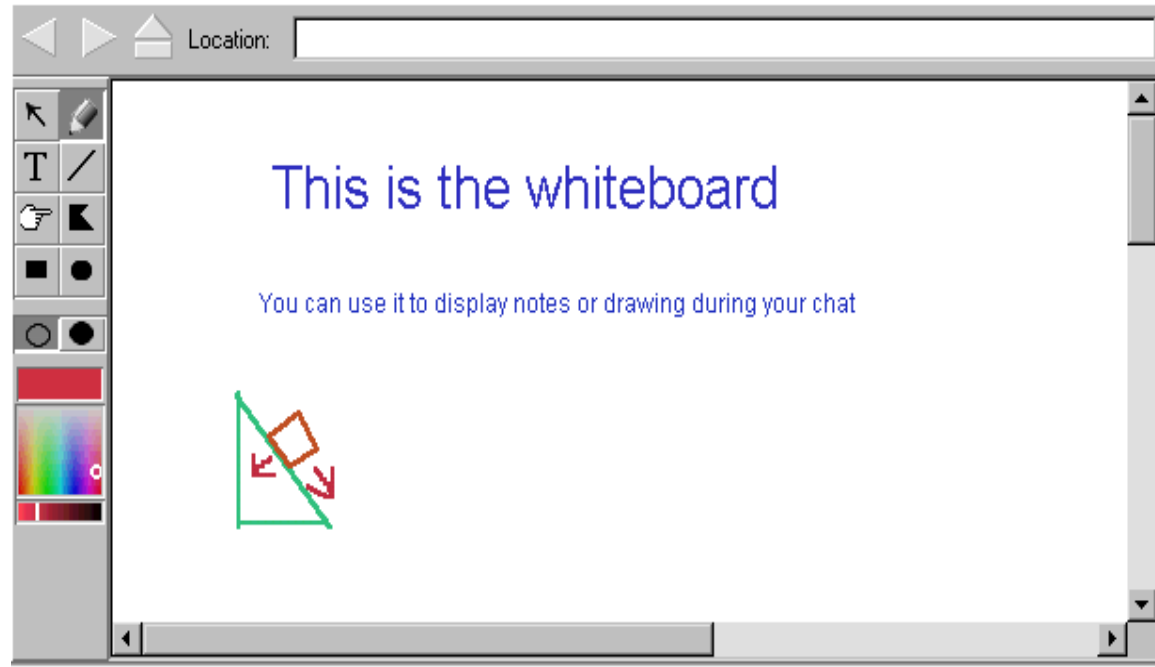 Location:
T
This is the whiteboard
You can use it to display notes or drawing during your chat